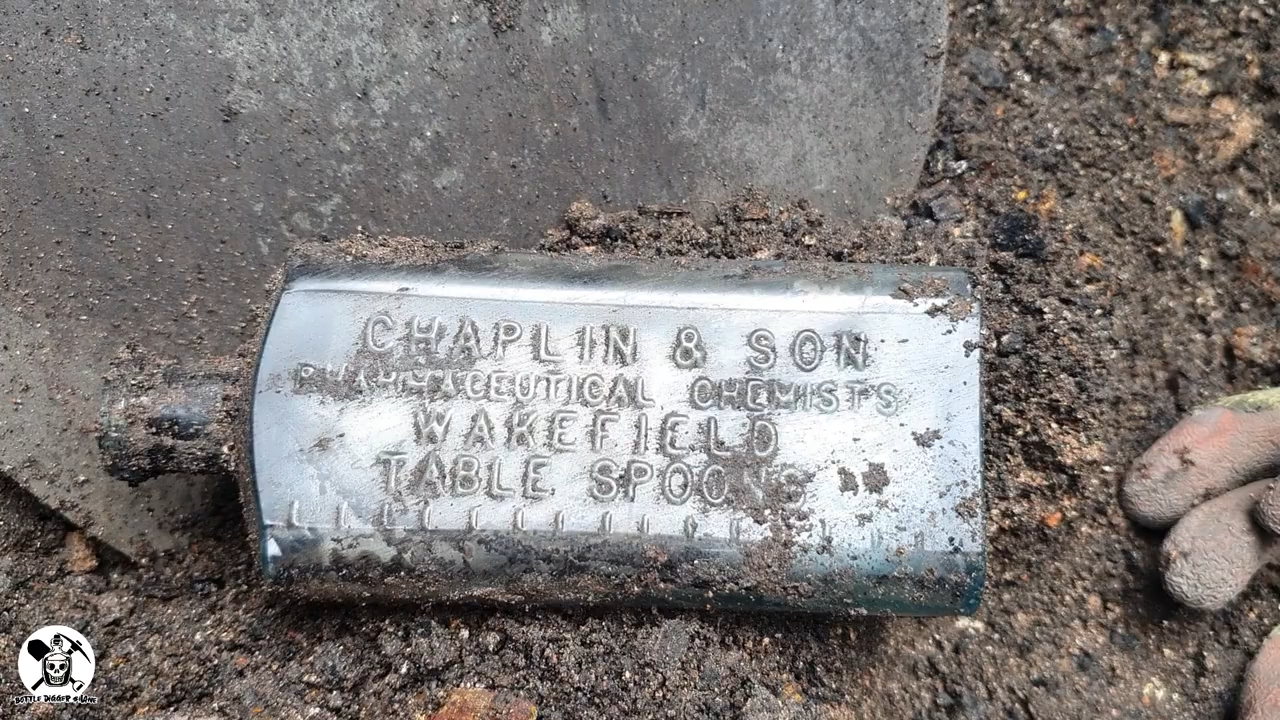 CHAPLIN & SON
PHARMACEUTICAL CHEMISTS
WAKEFIELD
TABLE SPOONS